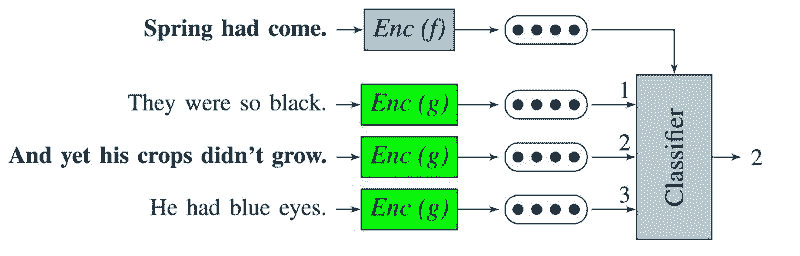 Spring had come. Enc (f)
They were so black. Enc (g) 1
And yet his crops didn't grow. Enc (g) 2
He had blue eyes. Enc (g) 3
Classifier
2